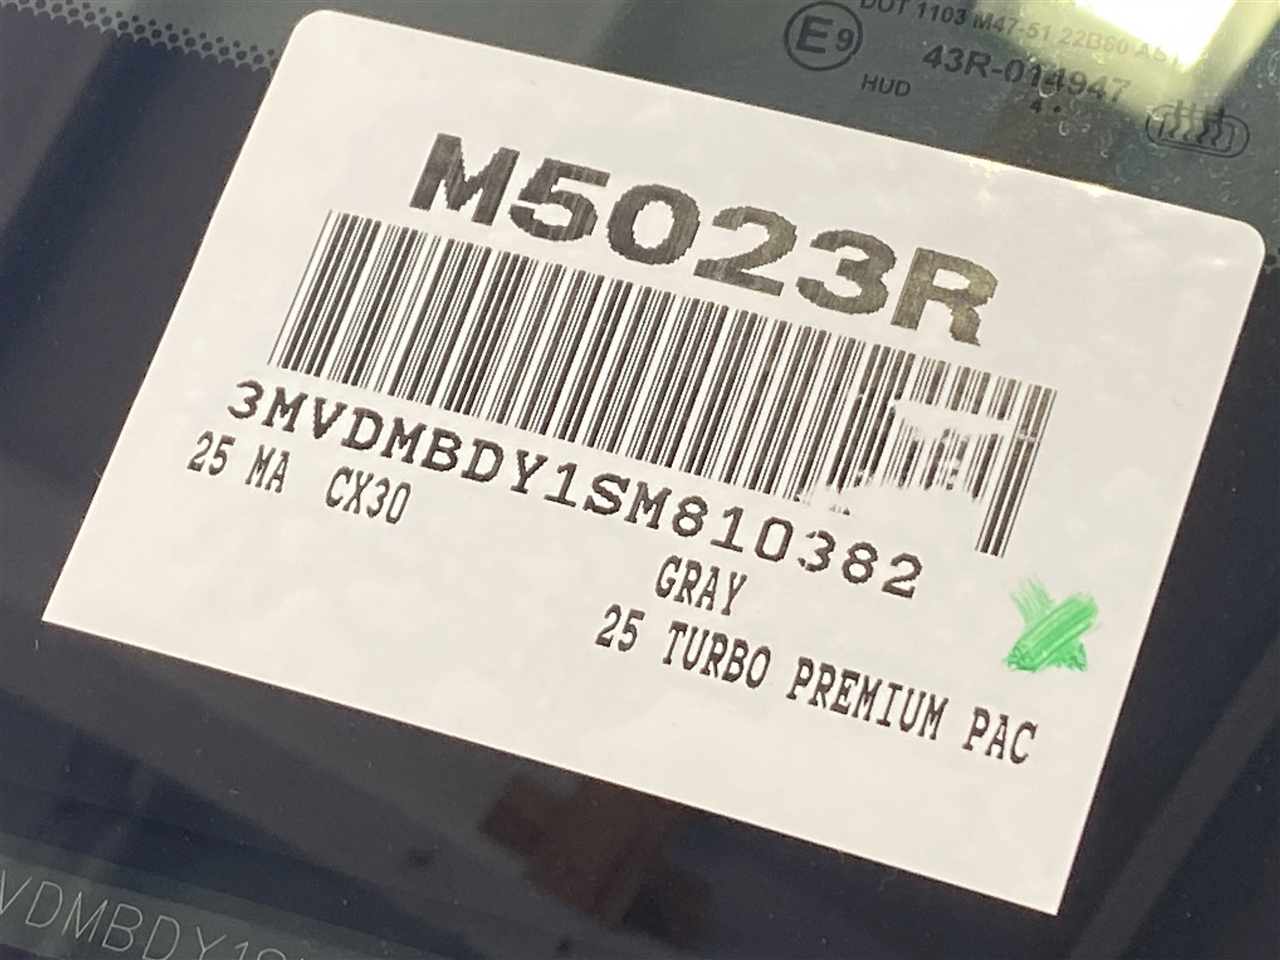 DOT 1103 M47-51 22B60
E9
43R-014947
HUD
4
M5023R
3MVDMBDY1SM810382
25 MA CX30
GRAY
25 TURBO PREMIUM PAC
VDMBDY1S